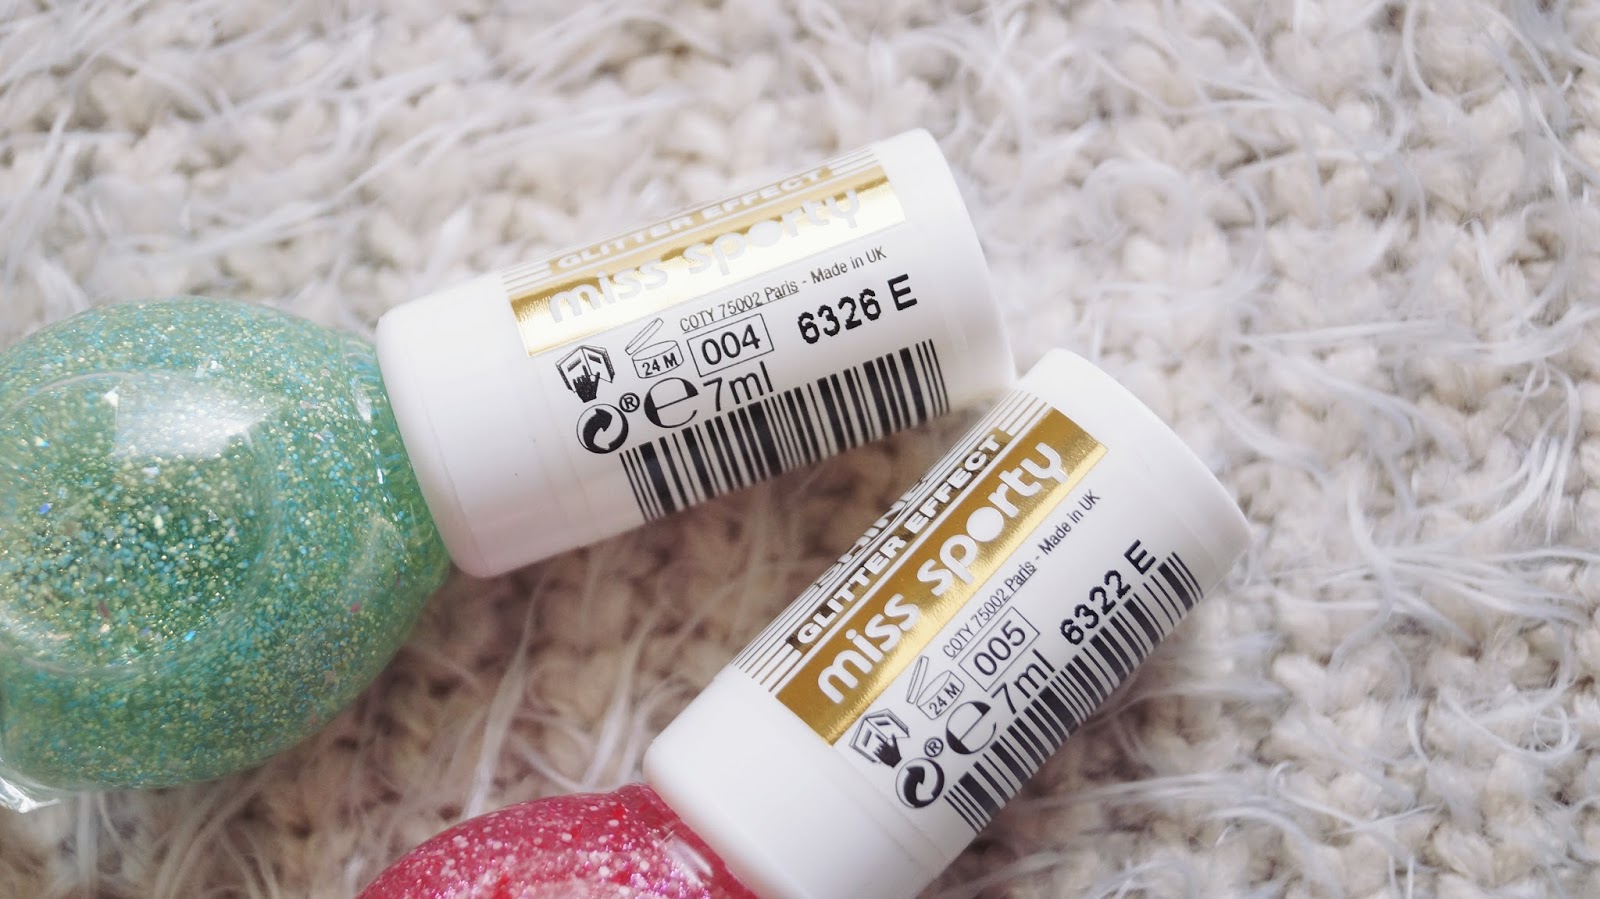 GLITTER EFFECT
miss sporty
COTY 75002 Paris - Made in UK
24 M 004 6326 E
® e 7ml
GLITTER EFFECT
miss sporty
COTY 75002 Paris - Made in UK
24 M 005 6322 E
® e 7ml